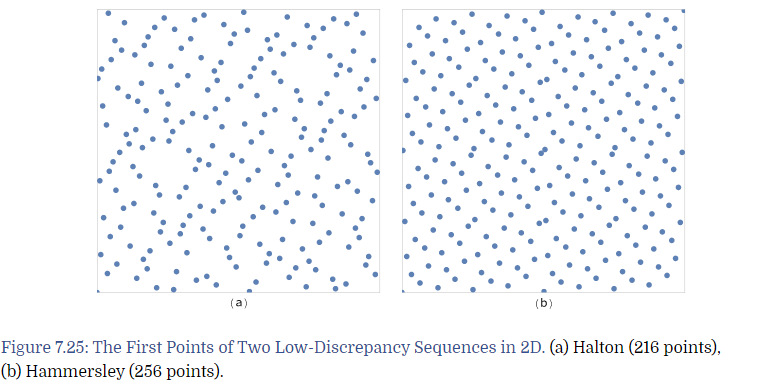 (a) (b)
Figure 7.25: The First Points of Two Low-Discrepancy Sequences in 2D. (a) Halton (216 points),
(b) Hammersley (256 points).